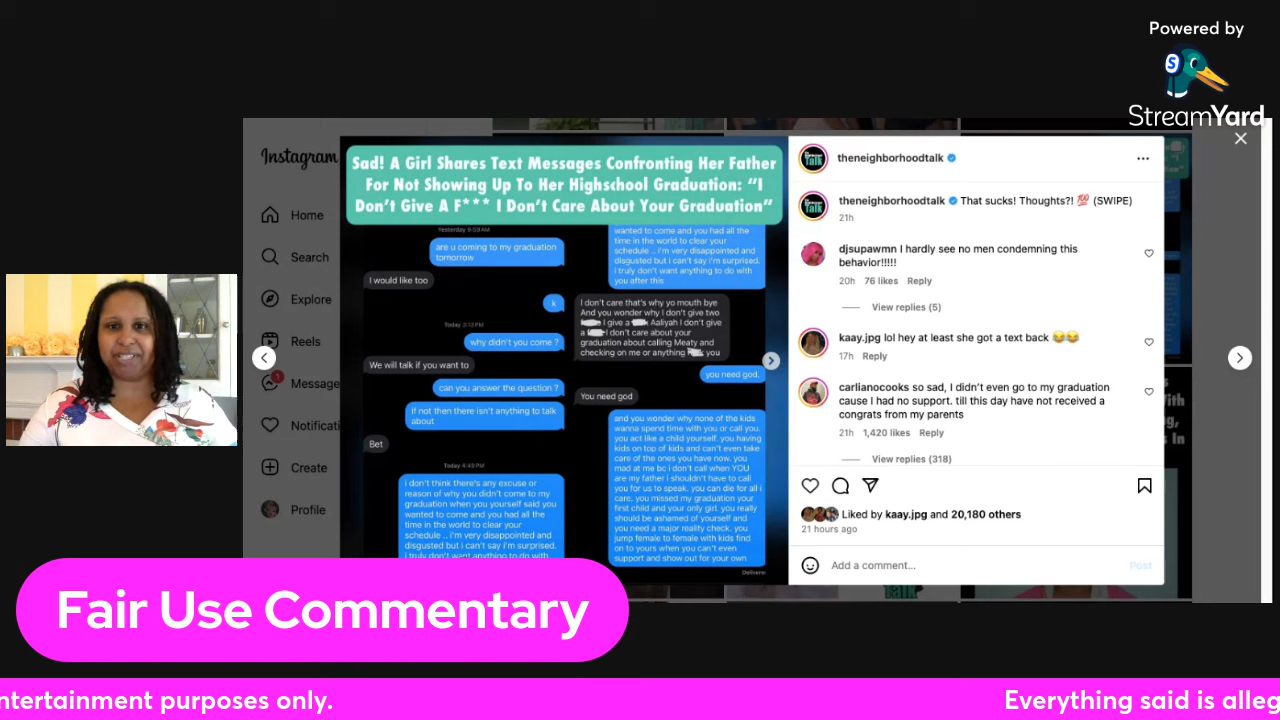 Powered by
StreamYard
Instagram
Home
Search
Explore
Reels
1
Message
Notificati
Create
Profile
Sad! A Girl Shares Text Messages Confronting Her Father
For Not Showing Up To Her Highschool Graduation: “I
Don’t Give A F*** I Don’t Care About Your Graduation”
Yesterday 9:59 AM
are u coming to my graduation
tomorrow
I would like too
k
why didn't you come ?
We will talk if you want to
can you answer the question ?
if not then there isn't anything to talk
about
Bet
Today 4:49 PM
i don't think there's any excuse or
reason of why you didn't come to my
graduation when you yourself said you
wanted to come and you had all the
time in the world to clear your
schedule .. i'm very disappointed and
disgusted but i can't say i'm surprised.
i truly don't want anything to do with
wanted to come and you had all the
time in the world to clear your
schedule .. i'm very disappointed and
disgusted but i can't say i'm surprised.
i truly don't want anything to do with
you after this
I don't care that's why yo mouth bye
And you wonder why I don't give two
I give a Aaliyah I don't give
a I don't care about your
graduation about calling Meaty and
checking on me or anything you
you need god.
You need god
and you wonder why none of the kids
wanna spend time with you or call you.
you act like a child yourself. you having
kids on top of kids and can't even take
care of the ones you have now. you
mad at me bc i don't call when YOU
are my father i shouldn't have to call
you for us to speak. you can die for all i
care. you missed my graduation your
first child and your only girl. you really
should be ashamed of yourself and
you need a major reality check. you
jump female to female with kids find
on to yours when you can't even
support and show out for your own
theneighborhoodtalk
theneighborhoodtalk That sucks! Thoughts?! 💯 (SWIPE)
21h
djsupawmn I hardly see no men condemning this
behavior!!!!!
20h 76 likes Reply
View replies (5)
kaay.jpg lol hey at least she got a text back 😂😂
17h Reply
carlianocooks so sad, I didn't even go to my graduation
cause I had no support. till this day have not received a
congrats from my parents
21h 1,420 likes Reply
View replies (318)
Liked by kaay.jpg and 20,180 others
21 hours ago
Add a comment...
Post
With
Fair Use Commentary
ntertainment purposes only.
Everything said is alleg